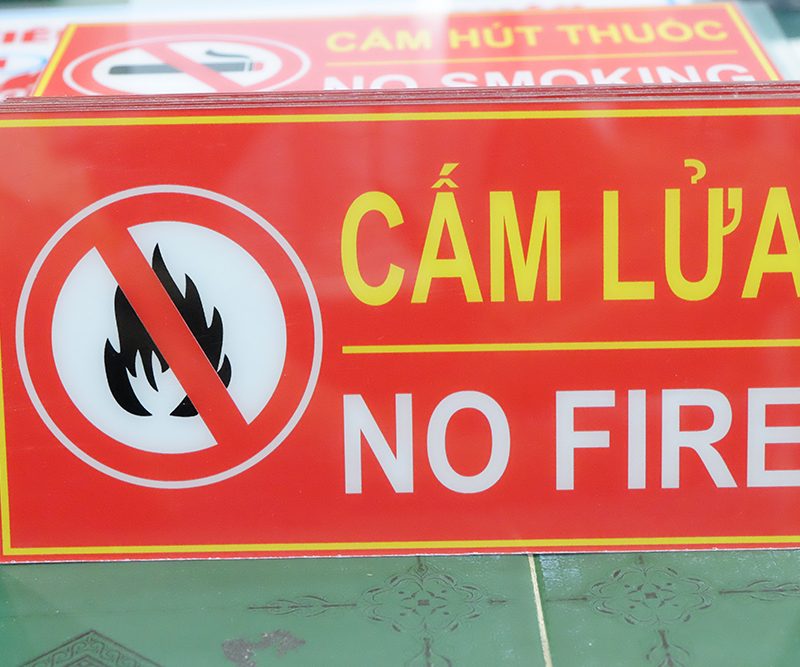 CẤM HÚT THUỐC
NO SMOKING
CẤM LỬA
NO FIRE